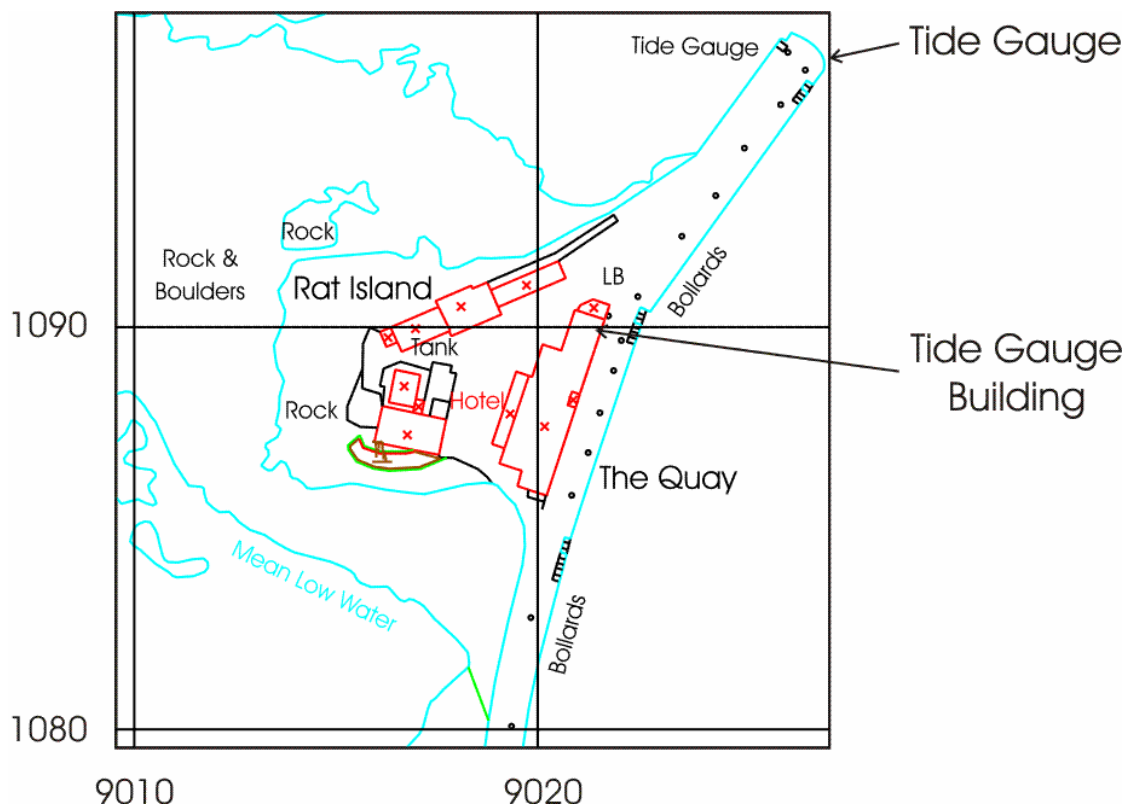 Tide Gauge
Tide Gauge
Rock
Rock &
Boulders
Rat Island
LB
Bollards
1090
Tank
Tide Gauge
Building
Rock
Hotel
The Quay
Mean Low Water
Bollards
1080
9010
9020